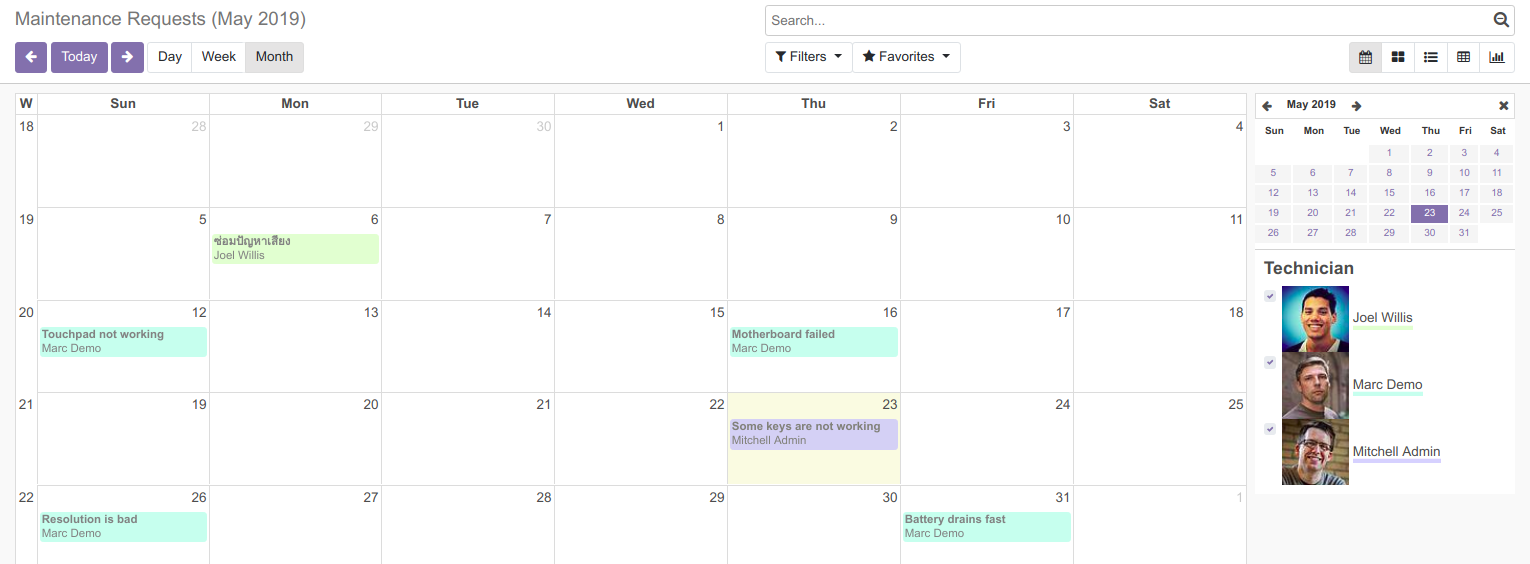 Maintenance Requests (May 2019)
Search...
Today
Day Week Month
Filters
Favorites
W Sun Mon Tue Wed Thu Fri Sat
18 28 29 30 1 2 3 4
19 5 6 7 8 9 10 11
ซ่อมปัญหาเสียง
Joel Willis
20 12 13 14 15 16 17 18
Touchpad not working Motherboard failed
Marc Demo Marc Demo
21 19 20 21 22 23 24 25
Some keys are not working
Mitchell Admin
22 26 27 28 29 30 31 1
Resolution is bad Battery drains fast
Marc Demo Marc Demo
May 2019
Sun Mon Tue Wed Thu Fri Sat
1 2 3 4
5 6 7 8 9 10 11
12 13 14 15 16 17 18
19 20 21 22 23 24 25
26 27 28 29 30 31
Technician
Joel Willis
Marc Demo
Mitchell Admin